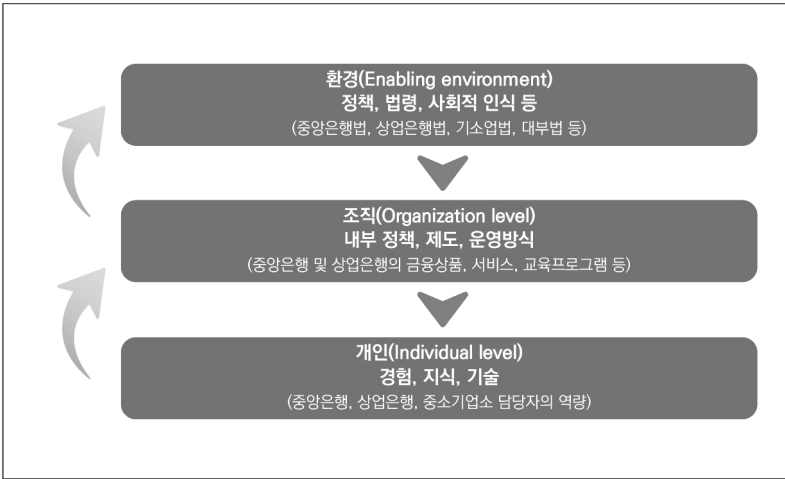 환경(Enabling environment)
정책, 법령, 사회적 인식 등
(중앙은행법, 상업은행법, 기소업법, 대부법 등)
조직(Organization level)
내부 정책, 제도, 운영방식
(중앙은행 및 상업은행의 금융상품, 서비스, 교육프로그램 등)
개인(Individual level)
경험, 지식, 기술
(중앙은행, 상업은행, 중소기업소 담당자의 역량)